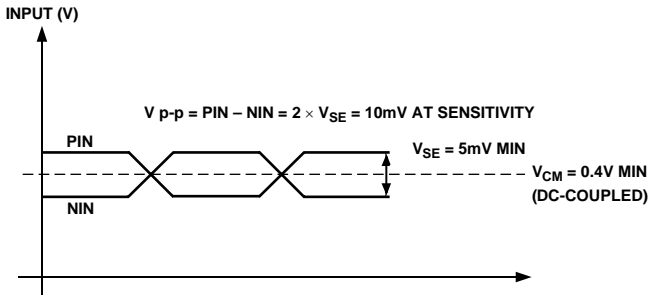 INPUT (V)
V p-p = PIN – NIN = 2 × VSE = 10mV AT SENSITIVITY
PIN
VSE = 5mV MIN
VCM = 0.4V MIN
(DC-COUPLED)
NIN